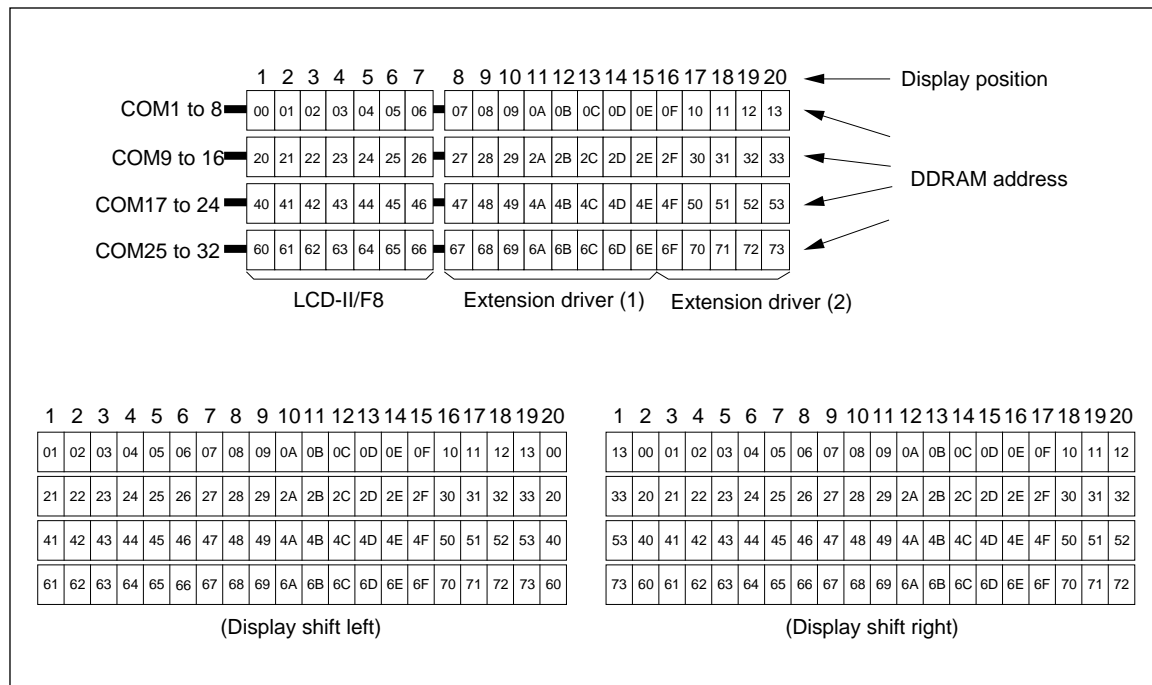 1 2 3 4 5 6 7 8 9 10 11 12 13 14 15 16 17 18 19 20 Display position
COM1 to 8 00 01 02 03 04 05 06 07 08 09 0A 0B 0C 0D 0E 0F 10 11 12 13
COM9 to 16 20 21 22 23 24 25 26 27 28 29 2A 2B 2C 2D 2E 2F 30 31 32 33
DDRAM address
COM17 to 24 40 41 42 43 44 45 46 47 48 49 4A 4B 4C 4D 4E 4F 50 51 52 53
COM25 to 32 60 61 62 63 64 65 66 67 68 69 6A 6B 6C 6D 6E 6F 70 71 72 73
LCD-II/F8 Extension driver (1) Extension driver (2)
1 2 3 4 5 6 7 8 9 10 11 12 13 14 15 16 17 18 19 20
01 02 03 04 05 06 07 08 09 0A 0B 0C 0D 0E 0F 10 11 12 13 00
21 22 23 24 25 26 27 28 29 2A 2B 2C 2D 2E 2F 30 31 32 33 20
41 42 43 44 45 46 47 48 49 4A 4B 4C 4D 4E 4F 50 51 52 53 40
61 62 63 64 65 66 67 68 69 6A 6B 6C 6D 6E 6F 70 71 72 73 60
(Display shift left)
1 2 3 4 5 6 7 8 9 10 11 12 13 14 15 16 17 18 19 20
13 00 01 02 03 04 05 06 07 08 09 0A 0B 0C 0D 0E 0F 10 11 12
33 20 21 22 23 24 25 26 27 28 29 2A 2B 2C 2D 2E 2F 30 31 32
53 40 41 42 43 44 45 46 47 48 49 4A 4B 4C 4D 4E 4F 50 51 52
73 60 61 62 63 64 65 66 67 68 69 6A 6B 6C 6D 6E 6F 70 71 72
(Display shift right)